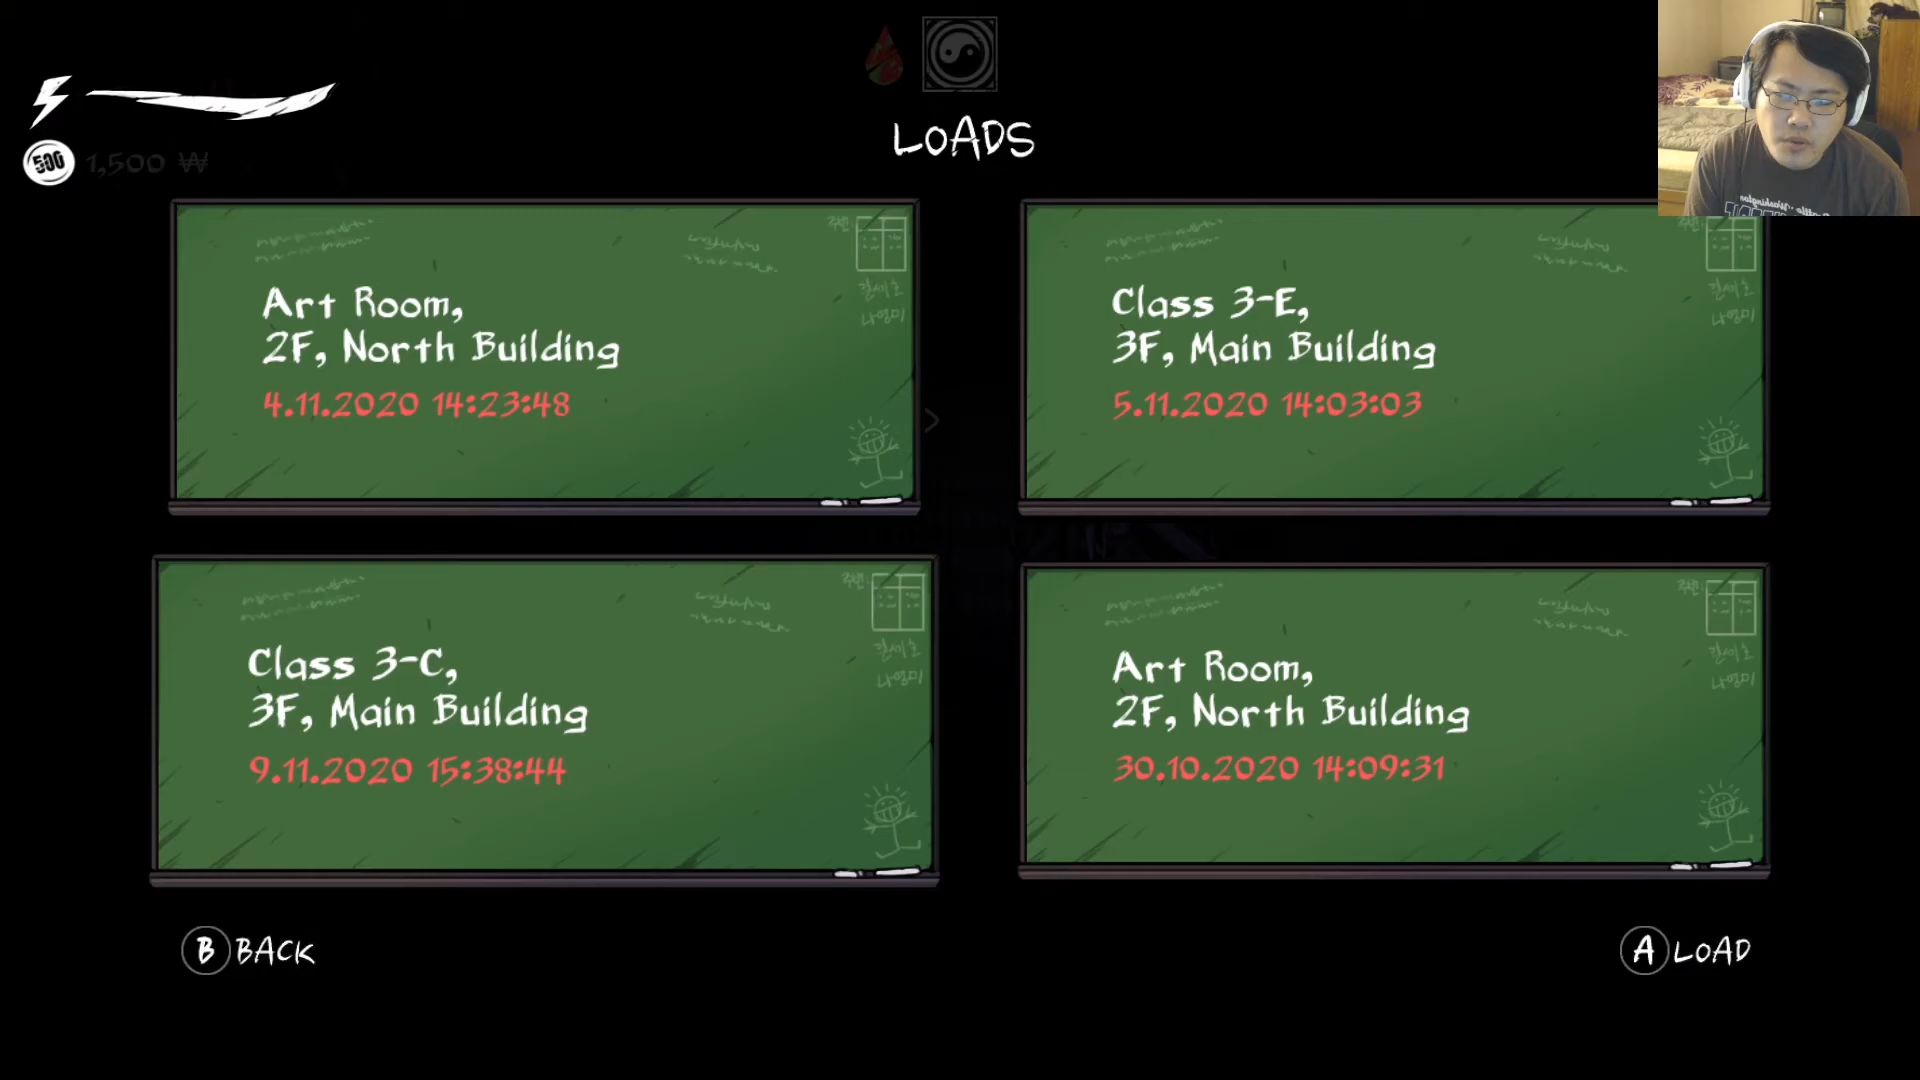 LOADS
500 1,500 ₩
Art Room,
2F, North Building
4.11.2020 14:23:48
Class 3-E,
3F, Main Building
5.11.2020 14:03:03
Class 3-C,
3F, Main Building
9.11.2020 15:38:44
Art Room,
2F, North Building
30.10.2020 14:09:31
B BACK
A LOAD